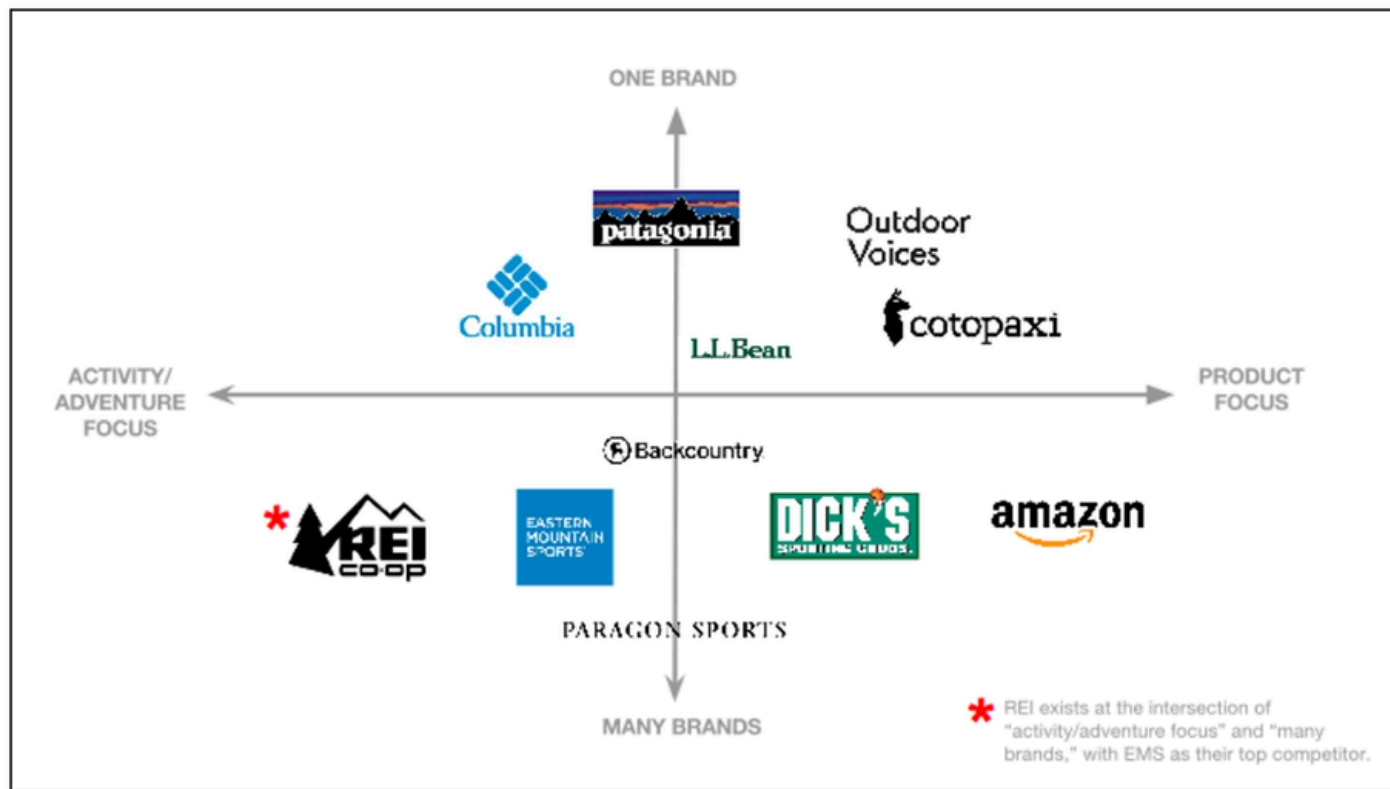 ONE BRAND
patagonia
Outdoor
Voices
Columbia
cotopaxi
L.L.Bean
ACTIVITY/
ADVENTURE
FOCUS
PRODUCT
FOCUS
Backcountry
* REI
CO·OP
EASTERN
MOUNTAIN
SPORTS
DICK'S
SPORTING GOODS.
amazon
PARAGON SPORTS
MANY BRANDS
* REI exists at the intersection of
“activity/adventure focus” and “many
brands,” with EMS as their top competitor.